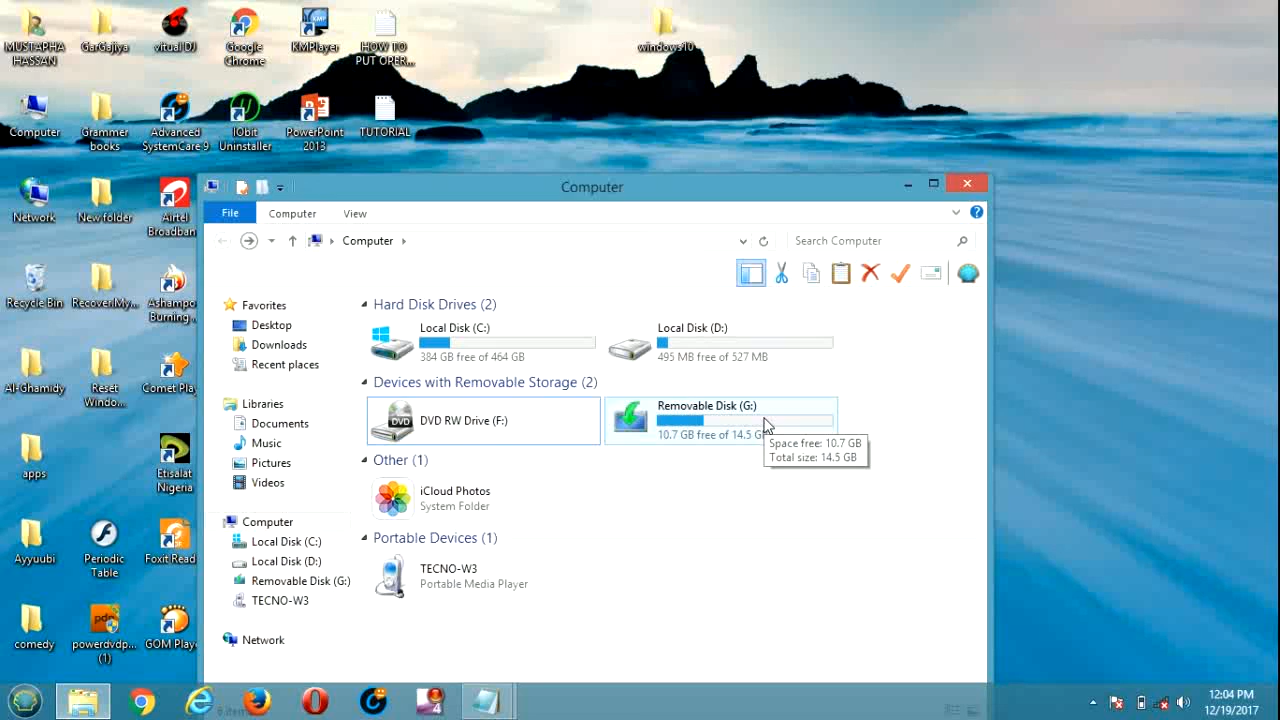 MUSTAPHA
HASSAN
GarGajiya
vitual DJ
Google
Chrome
KMPlayer
HOW TO
PUT OPER...
windows10
Computer
Grammer
books
Advanced
SystemCare 9
IObit
Uninstaller
PowerPoint
2013
TUTORIAL
Network
New folder
Airtel
Broadban
Recycle Bin
RecoverMy...
Ashampo
Burning...
Al-Ghamidy
Reset
Windo...
Comet Play
apps
Etisalat
Nigeria
Ayyuubi
Periodic
Table
Foxit Read
comedy
powerdvdp...
(1)
GOM Play
Computer
File
Computer
View
Computer
Search Computer
Favorites
Desktop
Downloads
Recent places
Libraries
Documents
Music
Pictures
Videos
Computer
Local Disk (C:)
Local Disk (D:)
Removable Disk (G:)
TECNO-W3
Network
Hard Disk Drives (2)
Local Disk (C:)
384 GB free of 464 GB
Local Disk (D:)
495 MB free of 527 MB
Devices with Removable Storage (2)
DVD
DVD RW Drive (F:)
Removable Disk (G:)
10.7 GB free of 14.5 G
Space free: 10.7 GB
Total size: 14.5 GB
Other (1)
iCloud Photos
System Folder
Portable Devices (1)
TECNO-W3
Portable Media Player
12:04 PM
12/19/2017